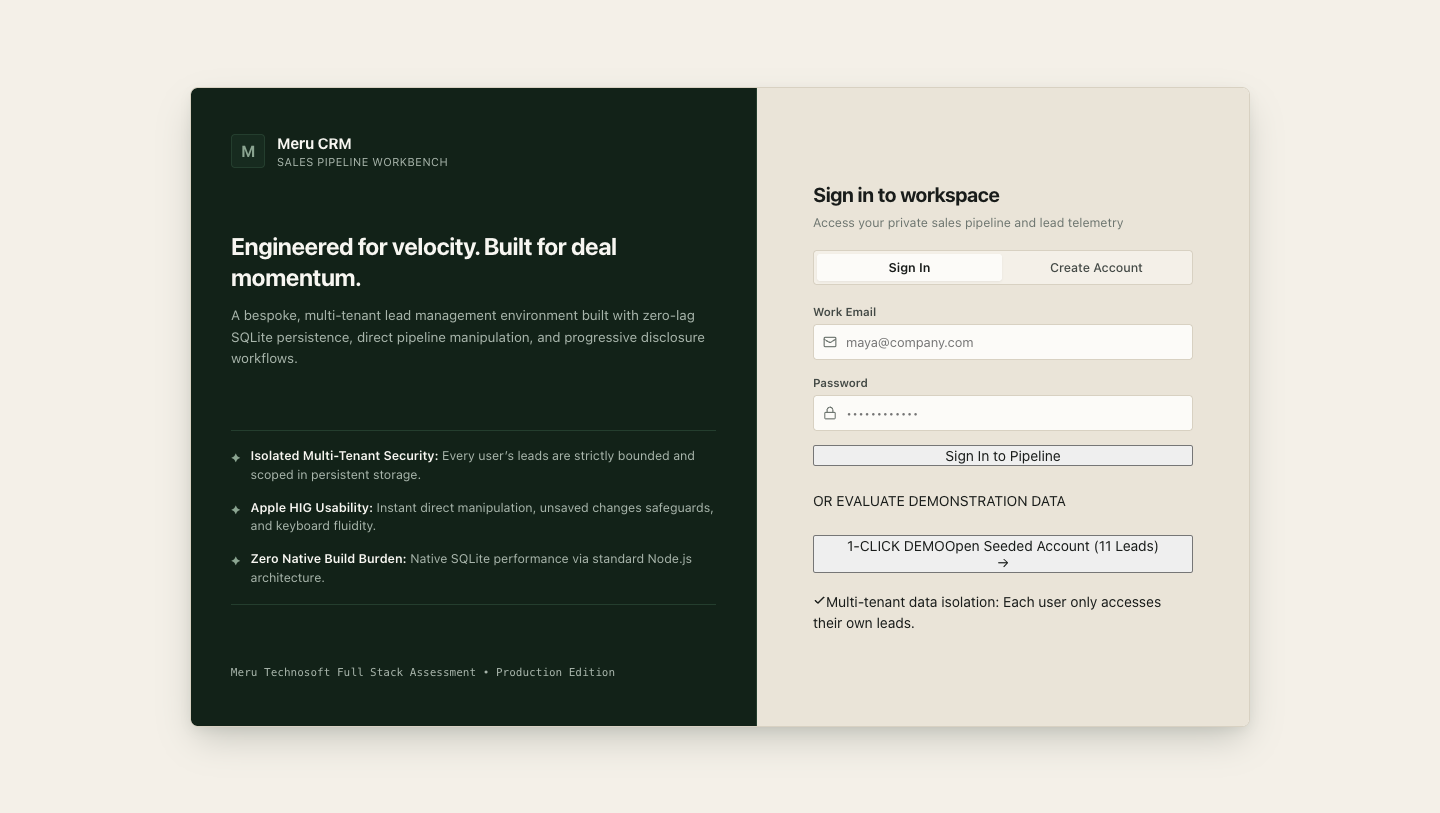 M
Meru CRM
SALES PIPELINE WORKBENCH
Engineered for velocity. Built for deal
momentum.
A bespoke, multi-tenant lead management environment built with zero-lag
SQLite persistence, direct pipeline manipulation, and progressive disclosure
workflows.
Isolated Multi-Tenant Security: Every user’s leads are strictly bounded and
scoped in persistent storage.
Apple HIG Usability: Instant direct manipulation, unsaved changes safeguards,
and keyboard fluidity.
Zero Native Build Burden: Native SQLite performance via standard Node.js
architecture.
Meru Technosoft Full Stack Assessment • Production Edition
Sign in to workspace
Access your private sales pipeline and lead telemetry
Sign In
Create Account
Work Email
maya@company.com
Password
••••••••••••
Sign In to Pipeline
OR EVALUATE DEMONSTRATION DATA
1-CLICK DEMOOpen Seeded Account (11 Leads)
→
Multi-tenant data isolation: Each user only accesses
their own leads.